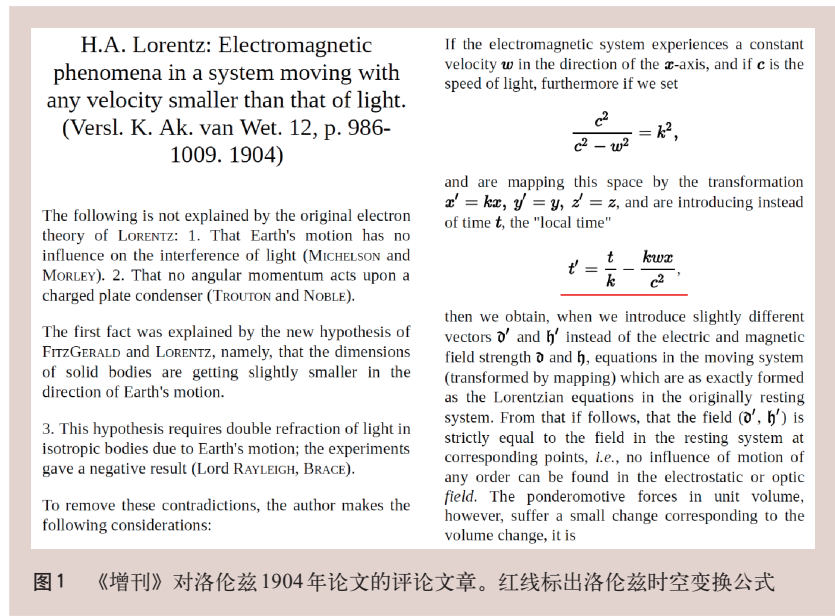 H.A. Lorentz: Electromagnetic
phenomena in a system moving with
any velocity smaller than that of light.
(Versl. K. Ak. van Wet. 12, p. 986-
1009. 1904)
The following is not explained by the original electron
theory of LORENTZ: 1. That Earth's motion has no
influence on the interference of light (MICHELSON and
MORLEY). 2. That no angular momentum acts upon a
charged plate condenser (TROUTON and NOBLE).
The first fact was explained by the new hypothesis of
FITZGERALD and LORENTZ, namely, that the dimensions
of solid bodies are getting slightly smaller in the
direction of Earth's motion.
3. This hypothesis requires double refraction of light in
isotropic bodies due to Earth's motion; the experiments
gave a negative result (Lord RAYLEIGH, BRACE).
To remove these contradictions, the author makes the
following considerations:
If the electromagnetic system experiences a constant
velocity w in the direction of the x-axis, and if c is the
speed of light, furthermore if we set
c² / (c² − w²) = k²,
and are mapping this space by the transformation
x′ = kx, y′ = y, z′ = z, and are introducing instead
of time t, the "local time"
t′ = t/k − kwx/c²,
then we obtain, when we introduce slightly different
vectors 𝔡′ and 𝔥′ instead of the electric and magnetic
field strength 𝔡 and 𝔥, equations in the moving system
(transformed by mapping) which are as exactly formed
as the Lorentzian equations in the originally resting
system. From that if follows, that the field (𝔡′, 𝔥′) is
strictly equal to the field in the resting system at
corresponding points, i.e., no influence of motion of
any order can be found in the electrostatic or optic
field. The ponderomotive forces in unit volume,
however, suffer a small change corresponding to the
volume change, it is
图1 《增刊》对洛伦兹1904年论文的评论文章。红线标出洛伦兹时空变换公式